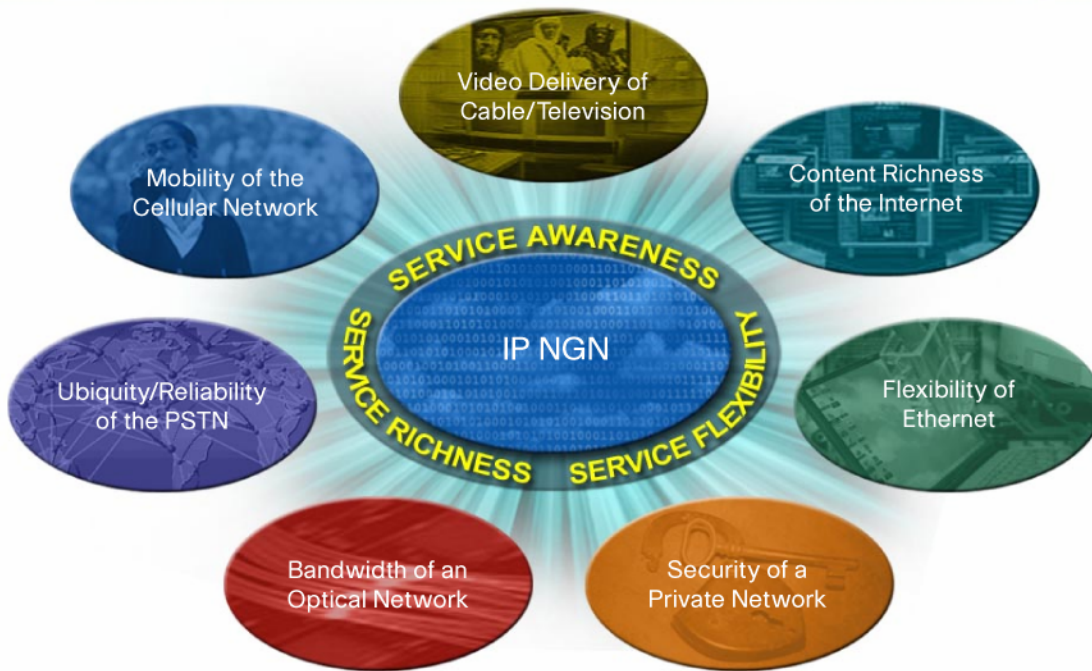 Video Delivery of
Cable/Television
Mobility of the
Cellular Network
Content Richness
of the Internet
SERVICE AWARENESS
SERVICE RICHNESS
SERVICE FLEXIBILITY
IP NGN
Ubiquity/Reliability
of the PSTN
Flexibility of
Ethernet
Bandwidth of an
Optical Network
Security of a
Private Network